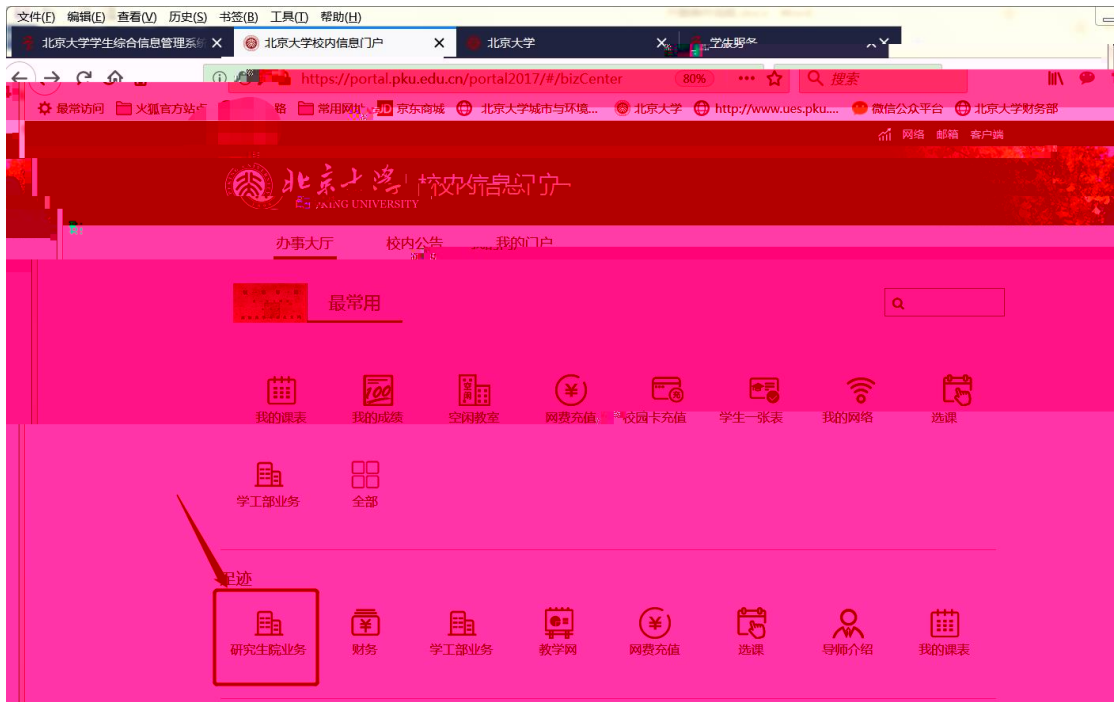 文件(F) 编辑(E) 查看(V) 历史(S) 书签(B) 工具(T) 帮助(H)
北京大学学生综合信息管理系统 北京大学校内信息门户 北京大学
https://portal.pku.edu.cn/portal2017/#/bizCenter 80% 搜索
最常访问 火狐官方站点 常用网址 JD 京东商城 北京大学城市与环境... 北京大学 http://www.ues.pku.... 微信公众平台 北京大学财务部
网络 邮箱 客户端
北京大学 校内信息门户
PEKING UNIVERSITY
办事大厅 校内公告 我的门户
最常用
我的课表 我的成绩 空闲教室 网费充值 校园卡充值 学生一张表 我的网络 选课
学工部业务 全部
足迹
研究生院业务 财务 学工部业务 教学网 网费充值 选课 导师介绍 我的课表